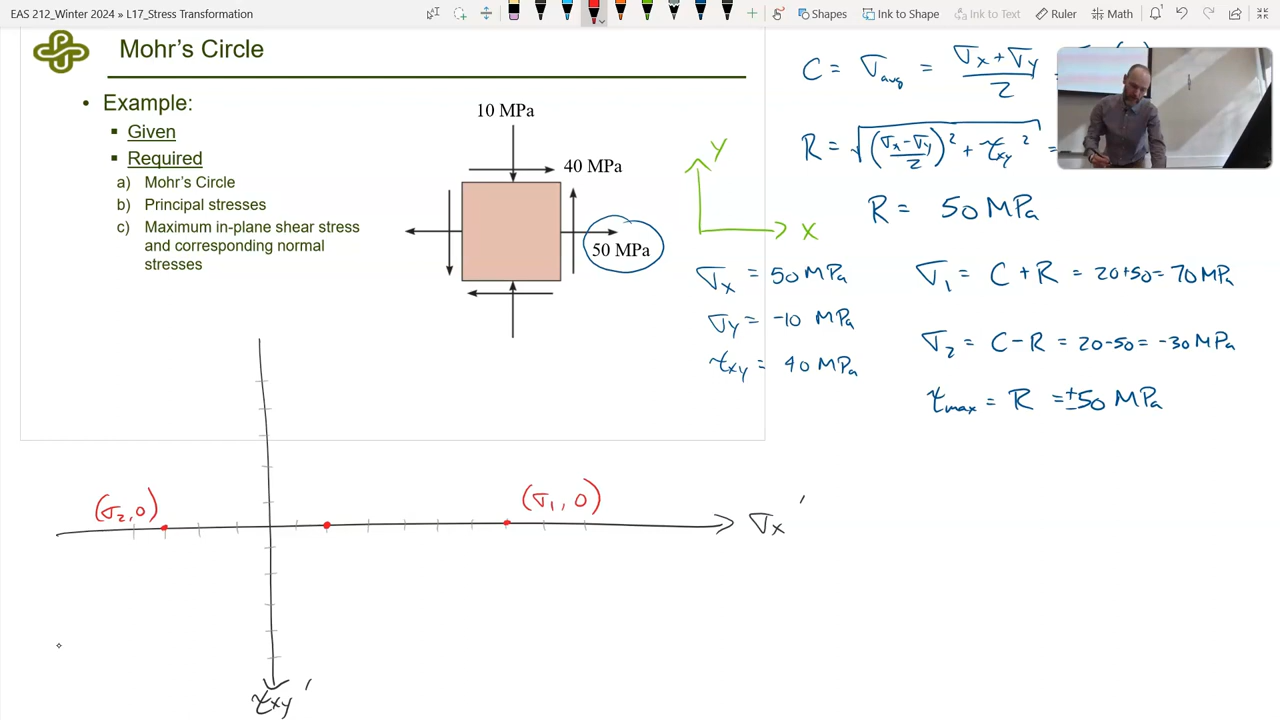 EAS 212_Winter 2024 » L17_Stress Transformation
Shapes Ink to Shape Ink to Text Ruler Math
Mohr's Circle
• Example:
▪ Given
▪ Required
a) Mohr's Circle
b) Principal stresses
c) Maximum in-plane shear stress
and corresponding normal
stresses
10 MPa
40 MPa
50 MPa
Y
X
C = σavg = σx + σy / 2 =
R = √((σx - σy / 2)² + τxy²) =
R = 50 MPa
σx = 50 MPa
σy = -10 MPa
τxy = 40 MPa
σ1 = C + R = 20+50 = 70 MPa
σ2 = C - R = 20-50 = -30 MPa
τmax = R = ±50 MPa
(σ2, 0)
(σ1, 0)
σx'
τxy'